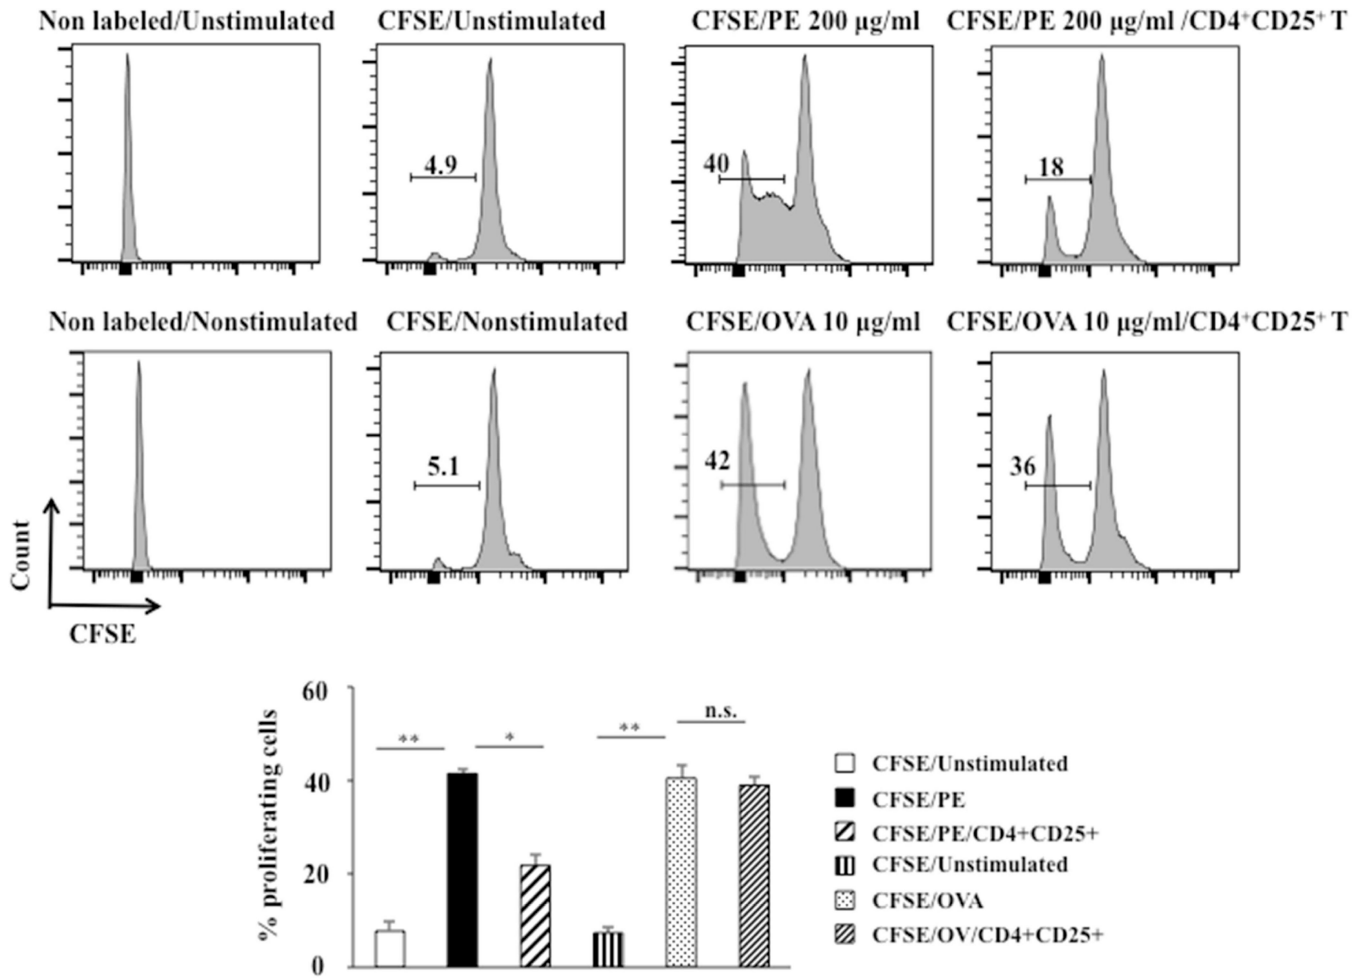 Non labeled/Unstimulated
CFSE/Unstimulated
CFSE/PE 200 µg/ml
CFSE/PE 200 µg/ml /CD4⁺CD25⁺ T
4.9
40
18
Non labeled/Nonstimulated
CFSE/Nonstimulated
CFSE/OVA 10 µg/ml
CFSE/OVA 10 µg/ml/CD4⁺CD25⁺ T
5.1
42
36
Count
CFSE
% proliferating cells
60
40
20
0
**
*
**
n.s.
CFSE/Unstimulated
CFSE/PE
CFSE/PE/CD4+CD25+
CFSE/Unstimulated
CFSE/OVA
CFSE/OV/CD4+CD25+